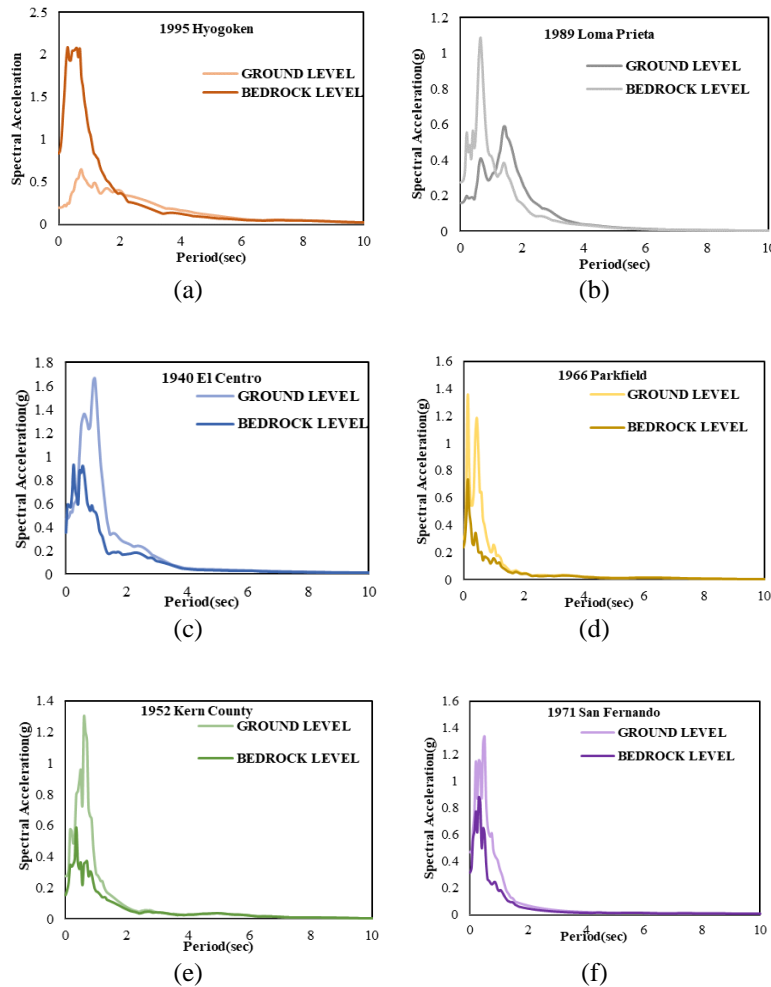 1995 Hyogoken
GROUND LEVEL
BEDROCK LEVEL
Spectral Acceleration
2.5
2
1.5
1
0.5
0
0 2 4 6 8 10
Period(sec)
(a)
1989 Loma Prieta
GROUND LEVEL
BEDROCK LEVEL
Spectral Acceleration(g)
1.2
1
0.8
0.6
0.4
0.2
0
0 2 4 6 8 10
Period(sec)
(b)
1940 El Centro
GROUND LEVEL
BEDROCK LEVEL
Spectral Acceleration(g)
1.8
1.6
1.4
1.2
1
0.8
0.6
0.4
0.2
0
0 2 4 6 8 10
Period(sec)
(c)
1966 Parkfield
GROUND LEVEL
BEDROCK LEVEL
Spectral Acceleration(g)
1.6
1.4
1.2
1
0.8
0.6
0.4
0.2
0
0 2 4 6 8 10
Period(sec)
(d)
1952 Kern County
GROUND LEVEL
BEDROCK LEVEL
Spectral Acceleration(g)
1.4
1.2
1
0.8
0.6
0.4
0.2
0
0 2 4 6 8 10
Period(sec)
(e)
1971 San Fernando
GROUND LEVEL
BEDROCK LEVEL
Spectral Acceleration(g)
1.6
1.4
1.2
1
0.8
0.6
0.4
0.2
0
0 2 4 6 8 10
Period(sec)
(f)